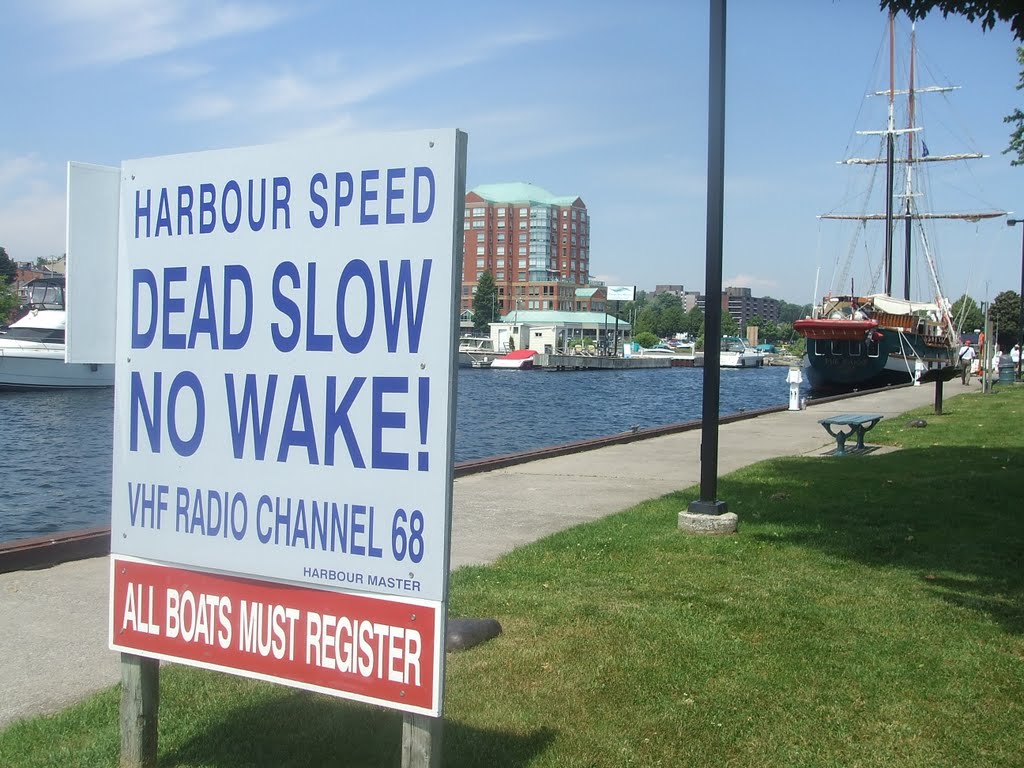 HARBOUR SPEED
DEAD SLOW
NO WAKE!
VHF RADIO CHANNEL 68
HARBOUR MASTER
ALL BOATS MUST REGISTER